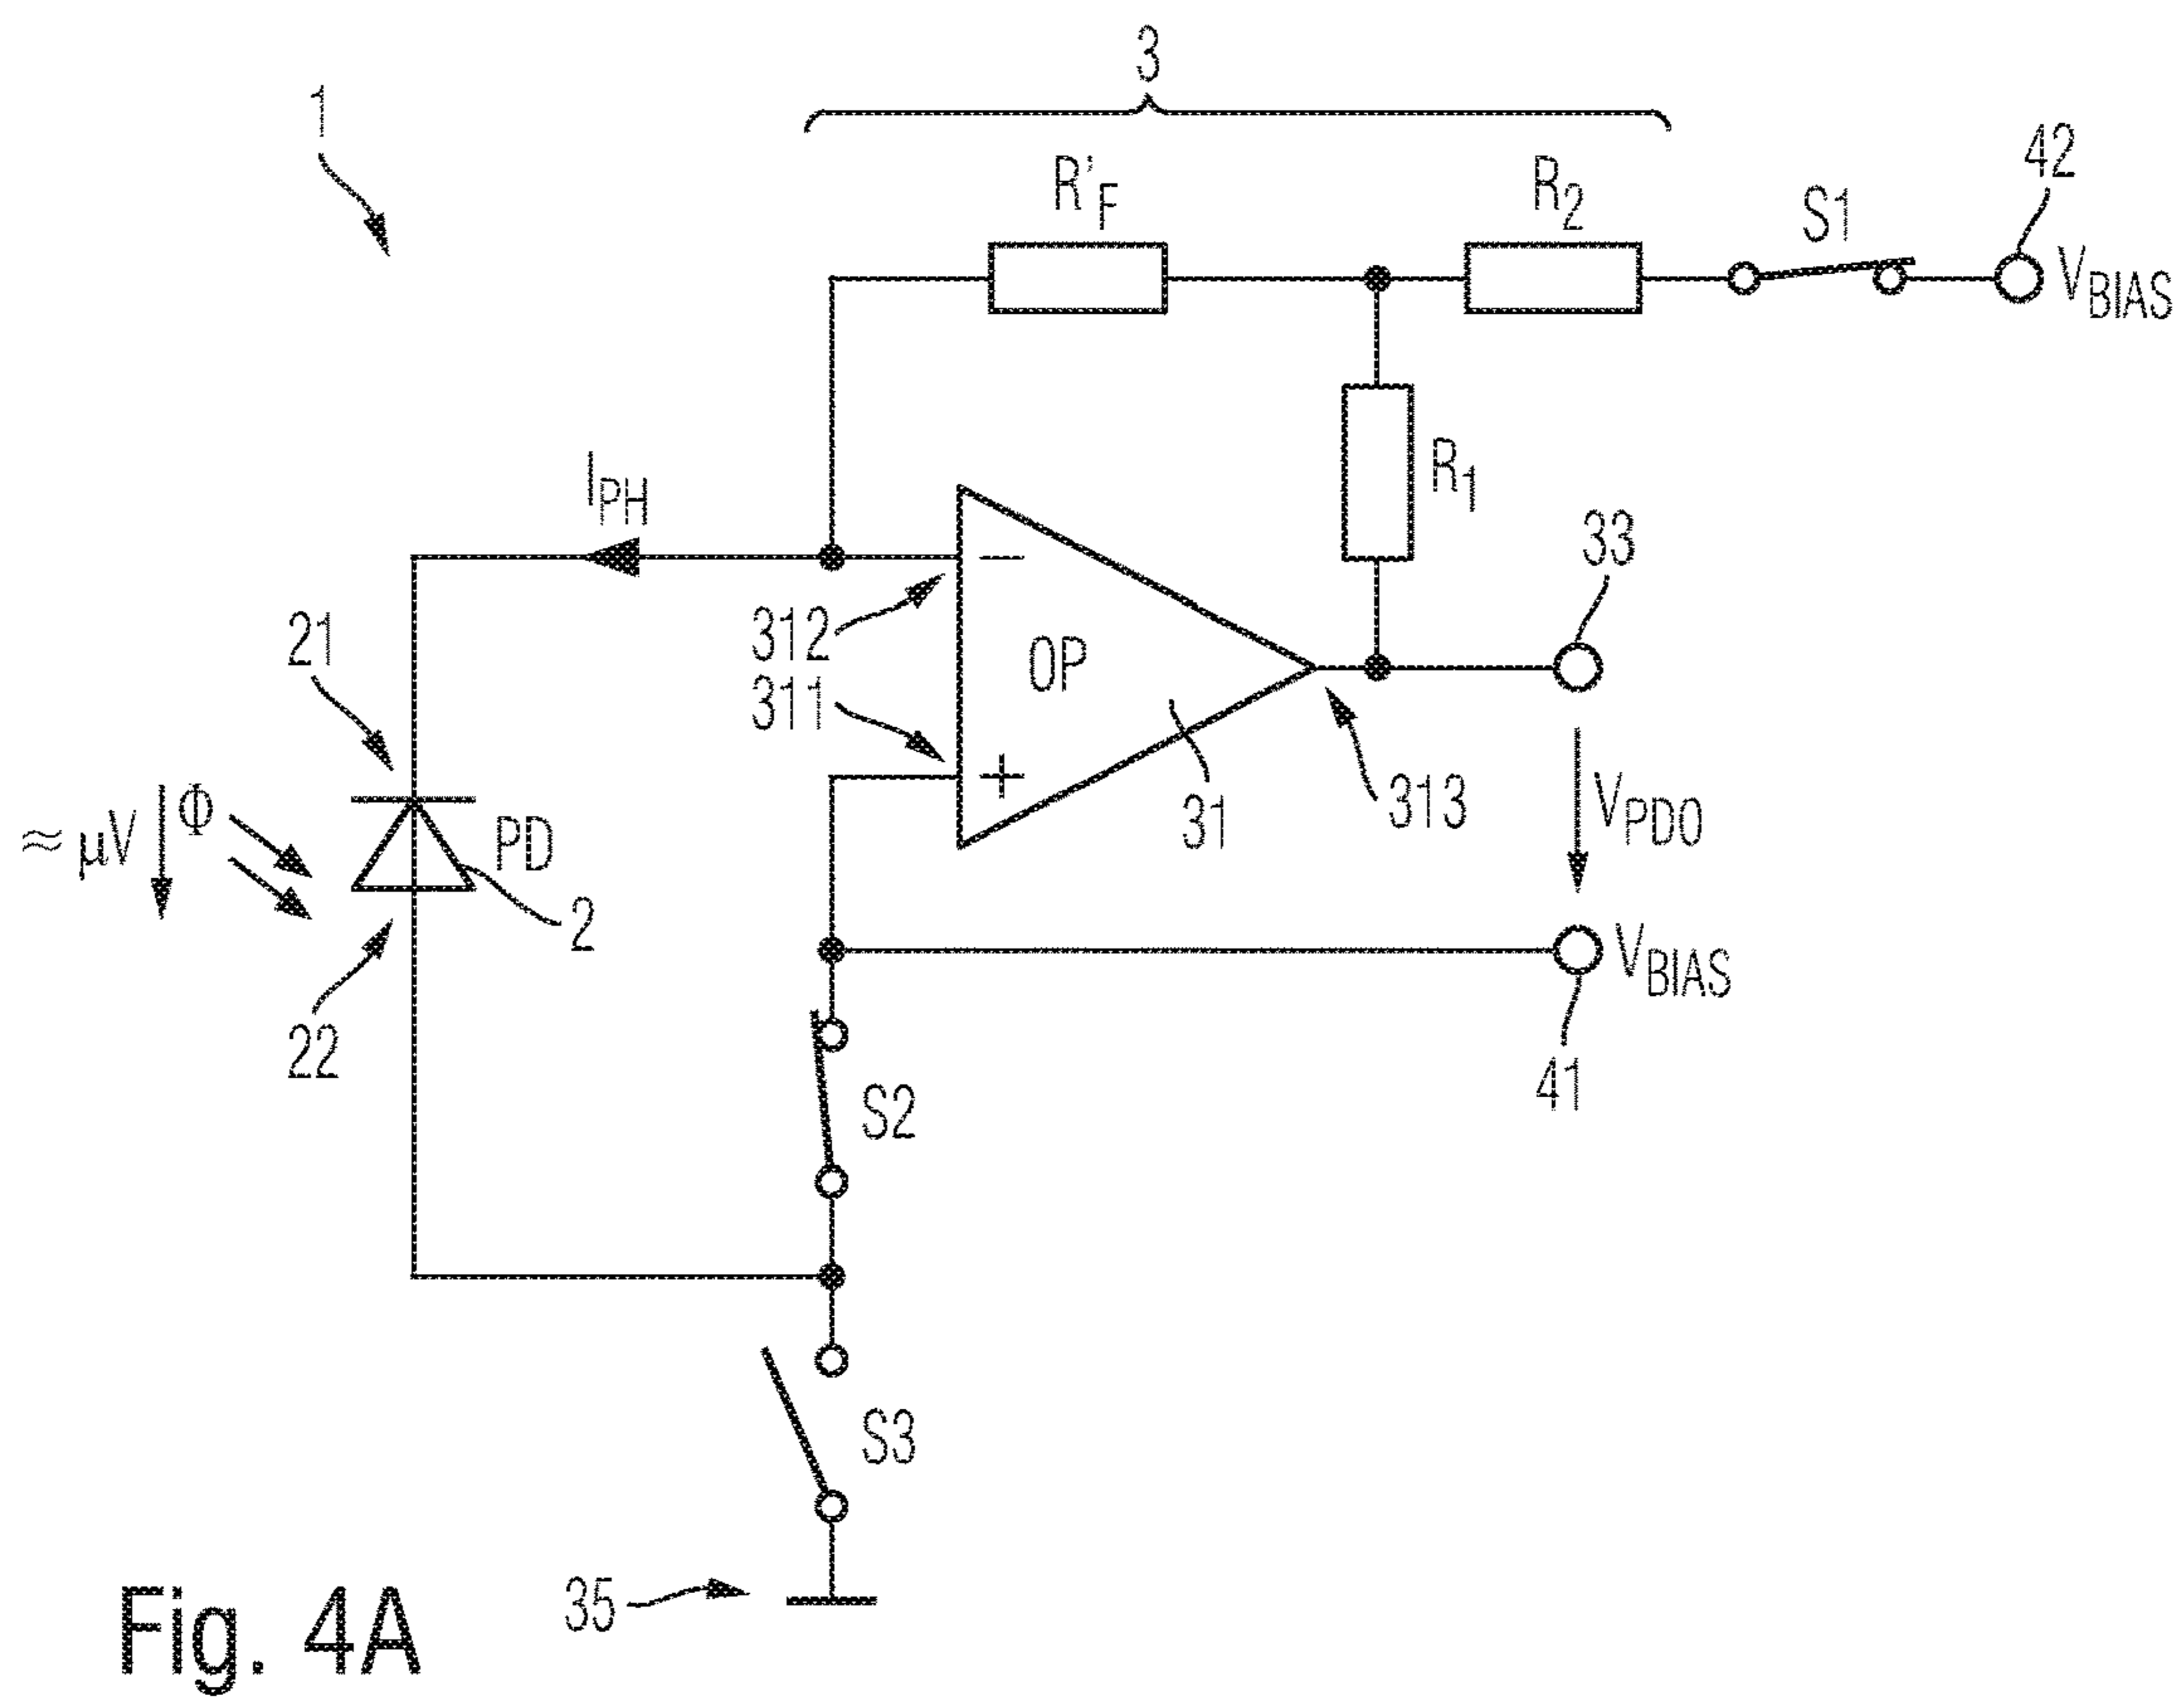 3
1
R'F
R2
S1
42
VBIAS
IPH
R1
33
21
312
311
OP
−
+
31
313
≈ µV
Φ
PD
2
VPDO
VBIAS
22
41
S2
S3
35
Fig. 4A